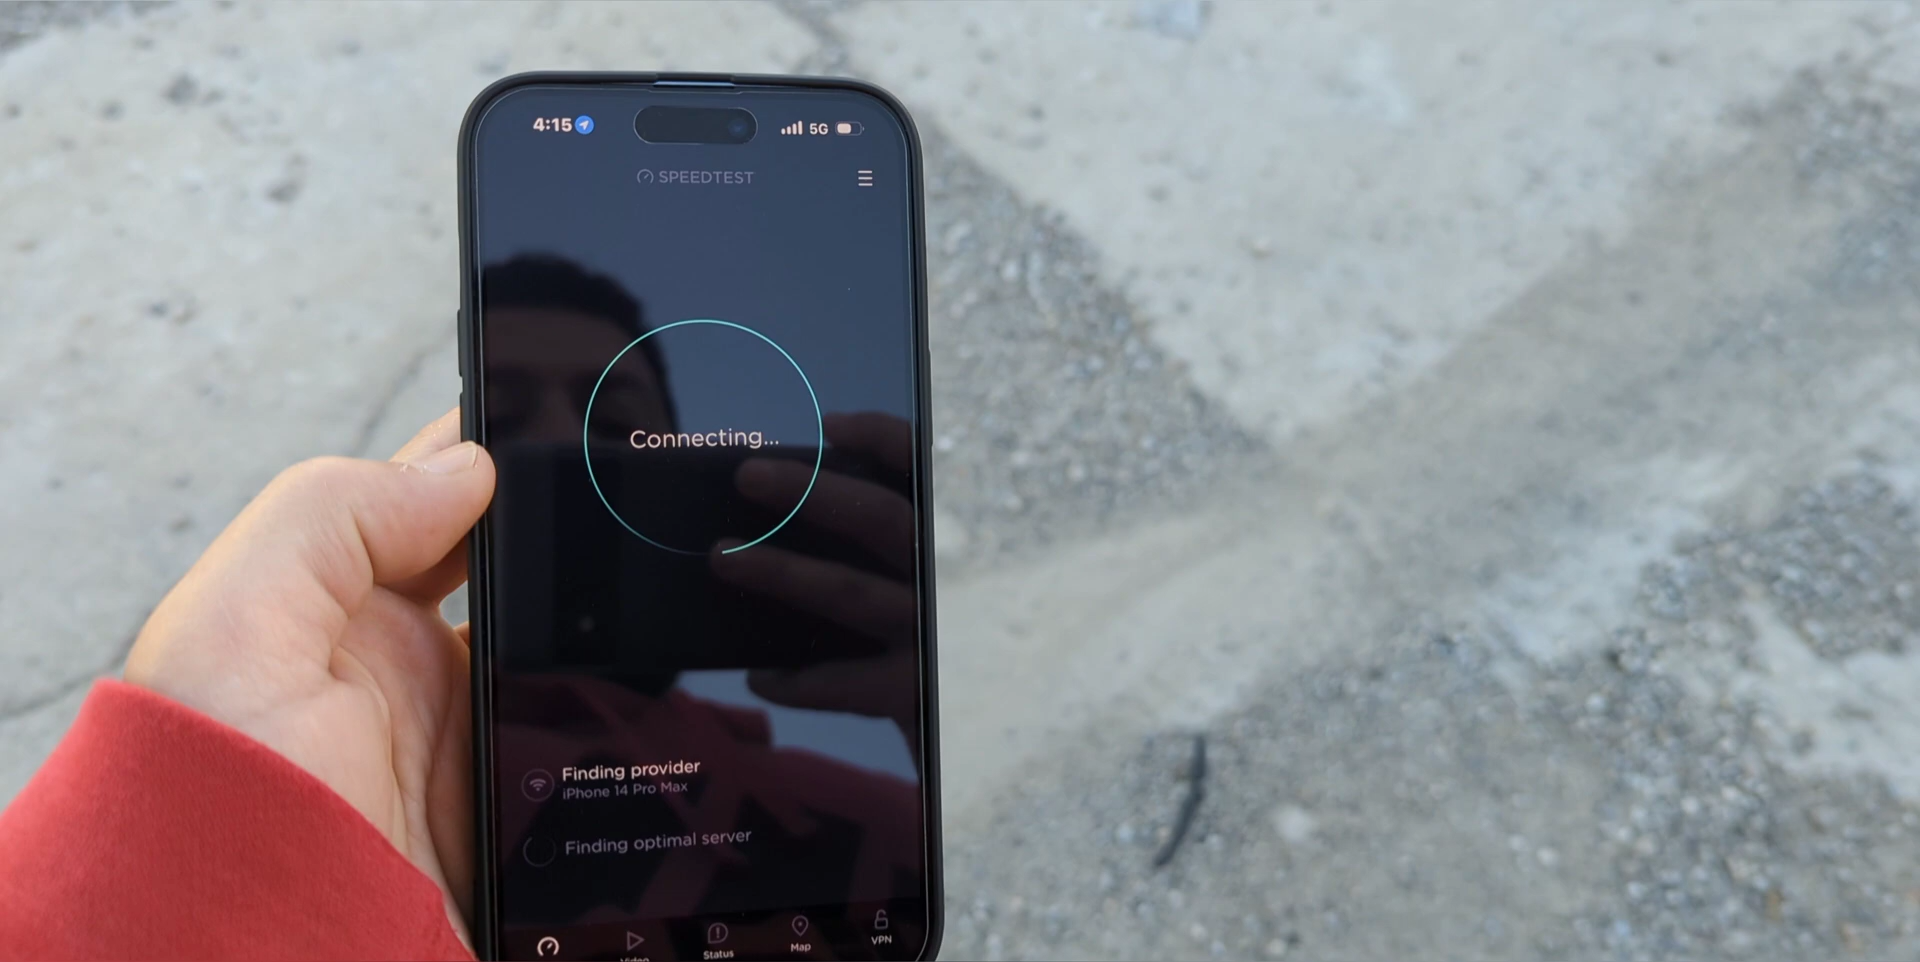 4:15 5G
SPEEDTEST
Connecting...
Finding provider
iPhone 14 Pro Max
Finding optimal server
Video Status Map VPN